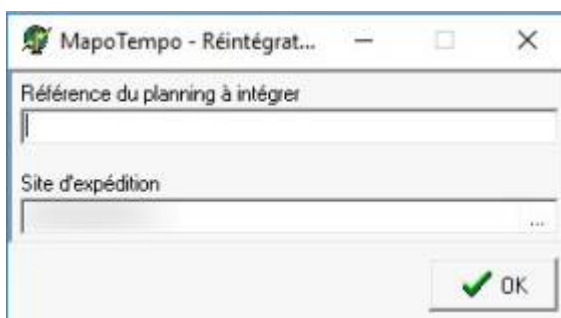 MapoTempo - Réintégrat...
Référence du planning à intégrer
Site d'expédition
...
OK